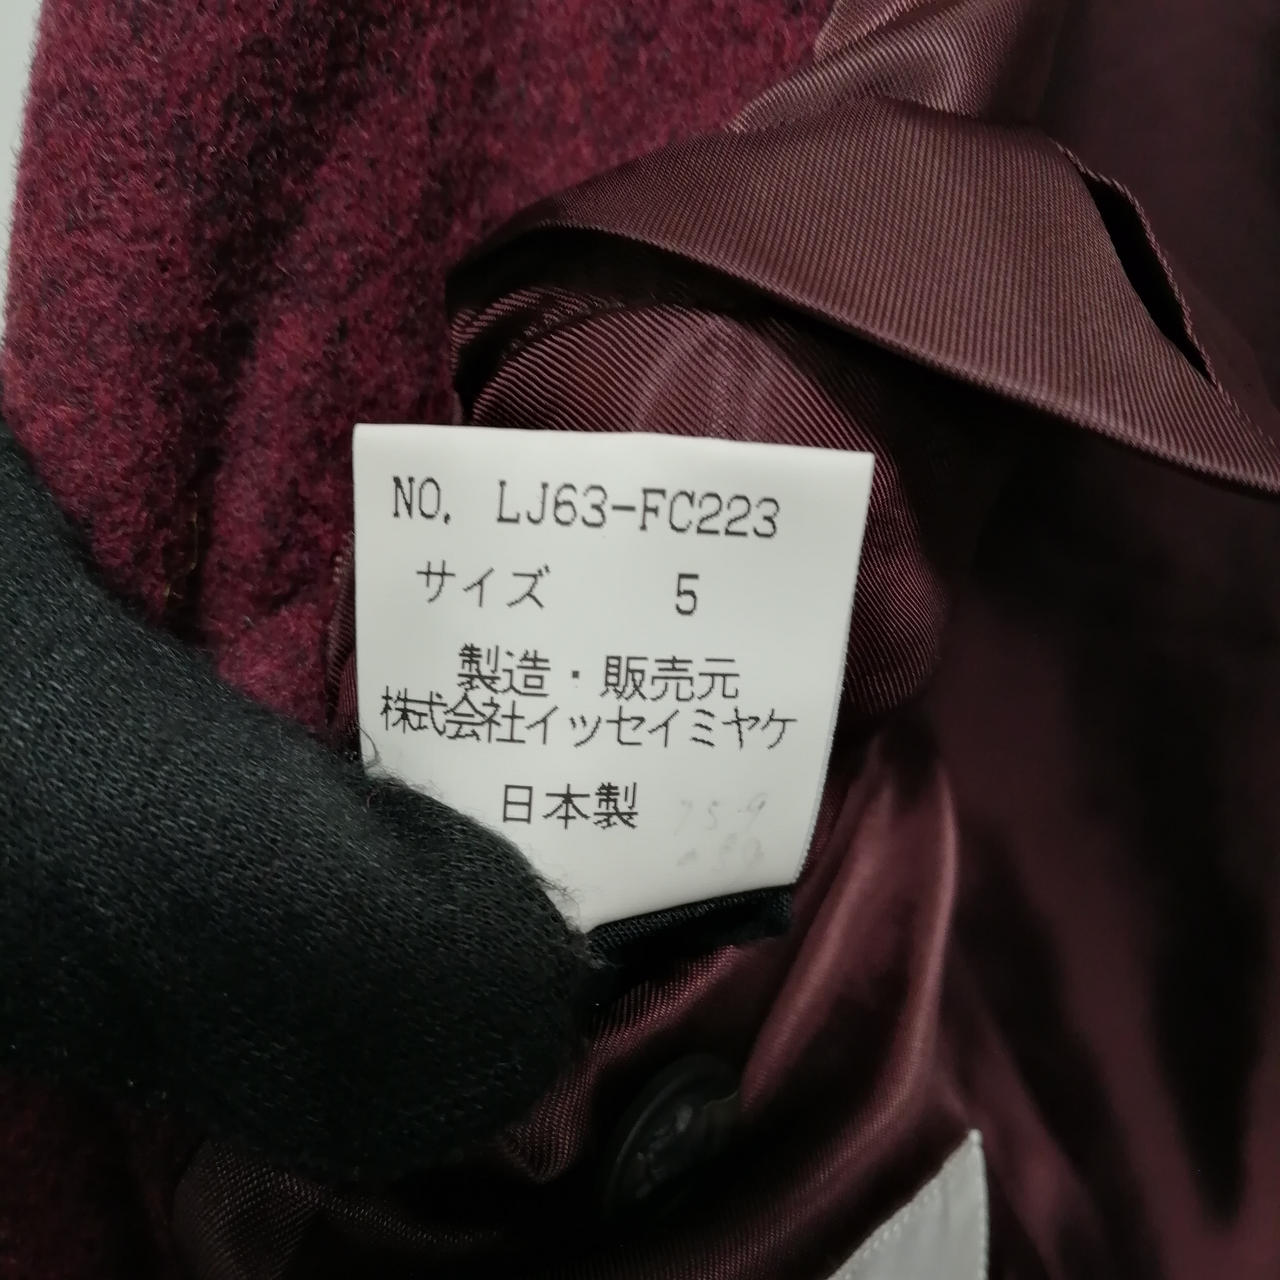 NO. LJ63-FC223
サイズ 5
製造・販売元
株式会社イッセイミヤケ
日本製